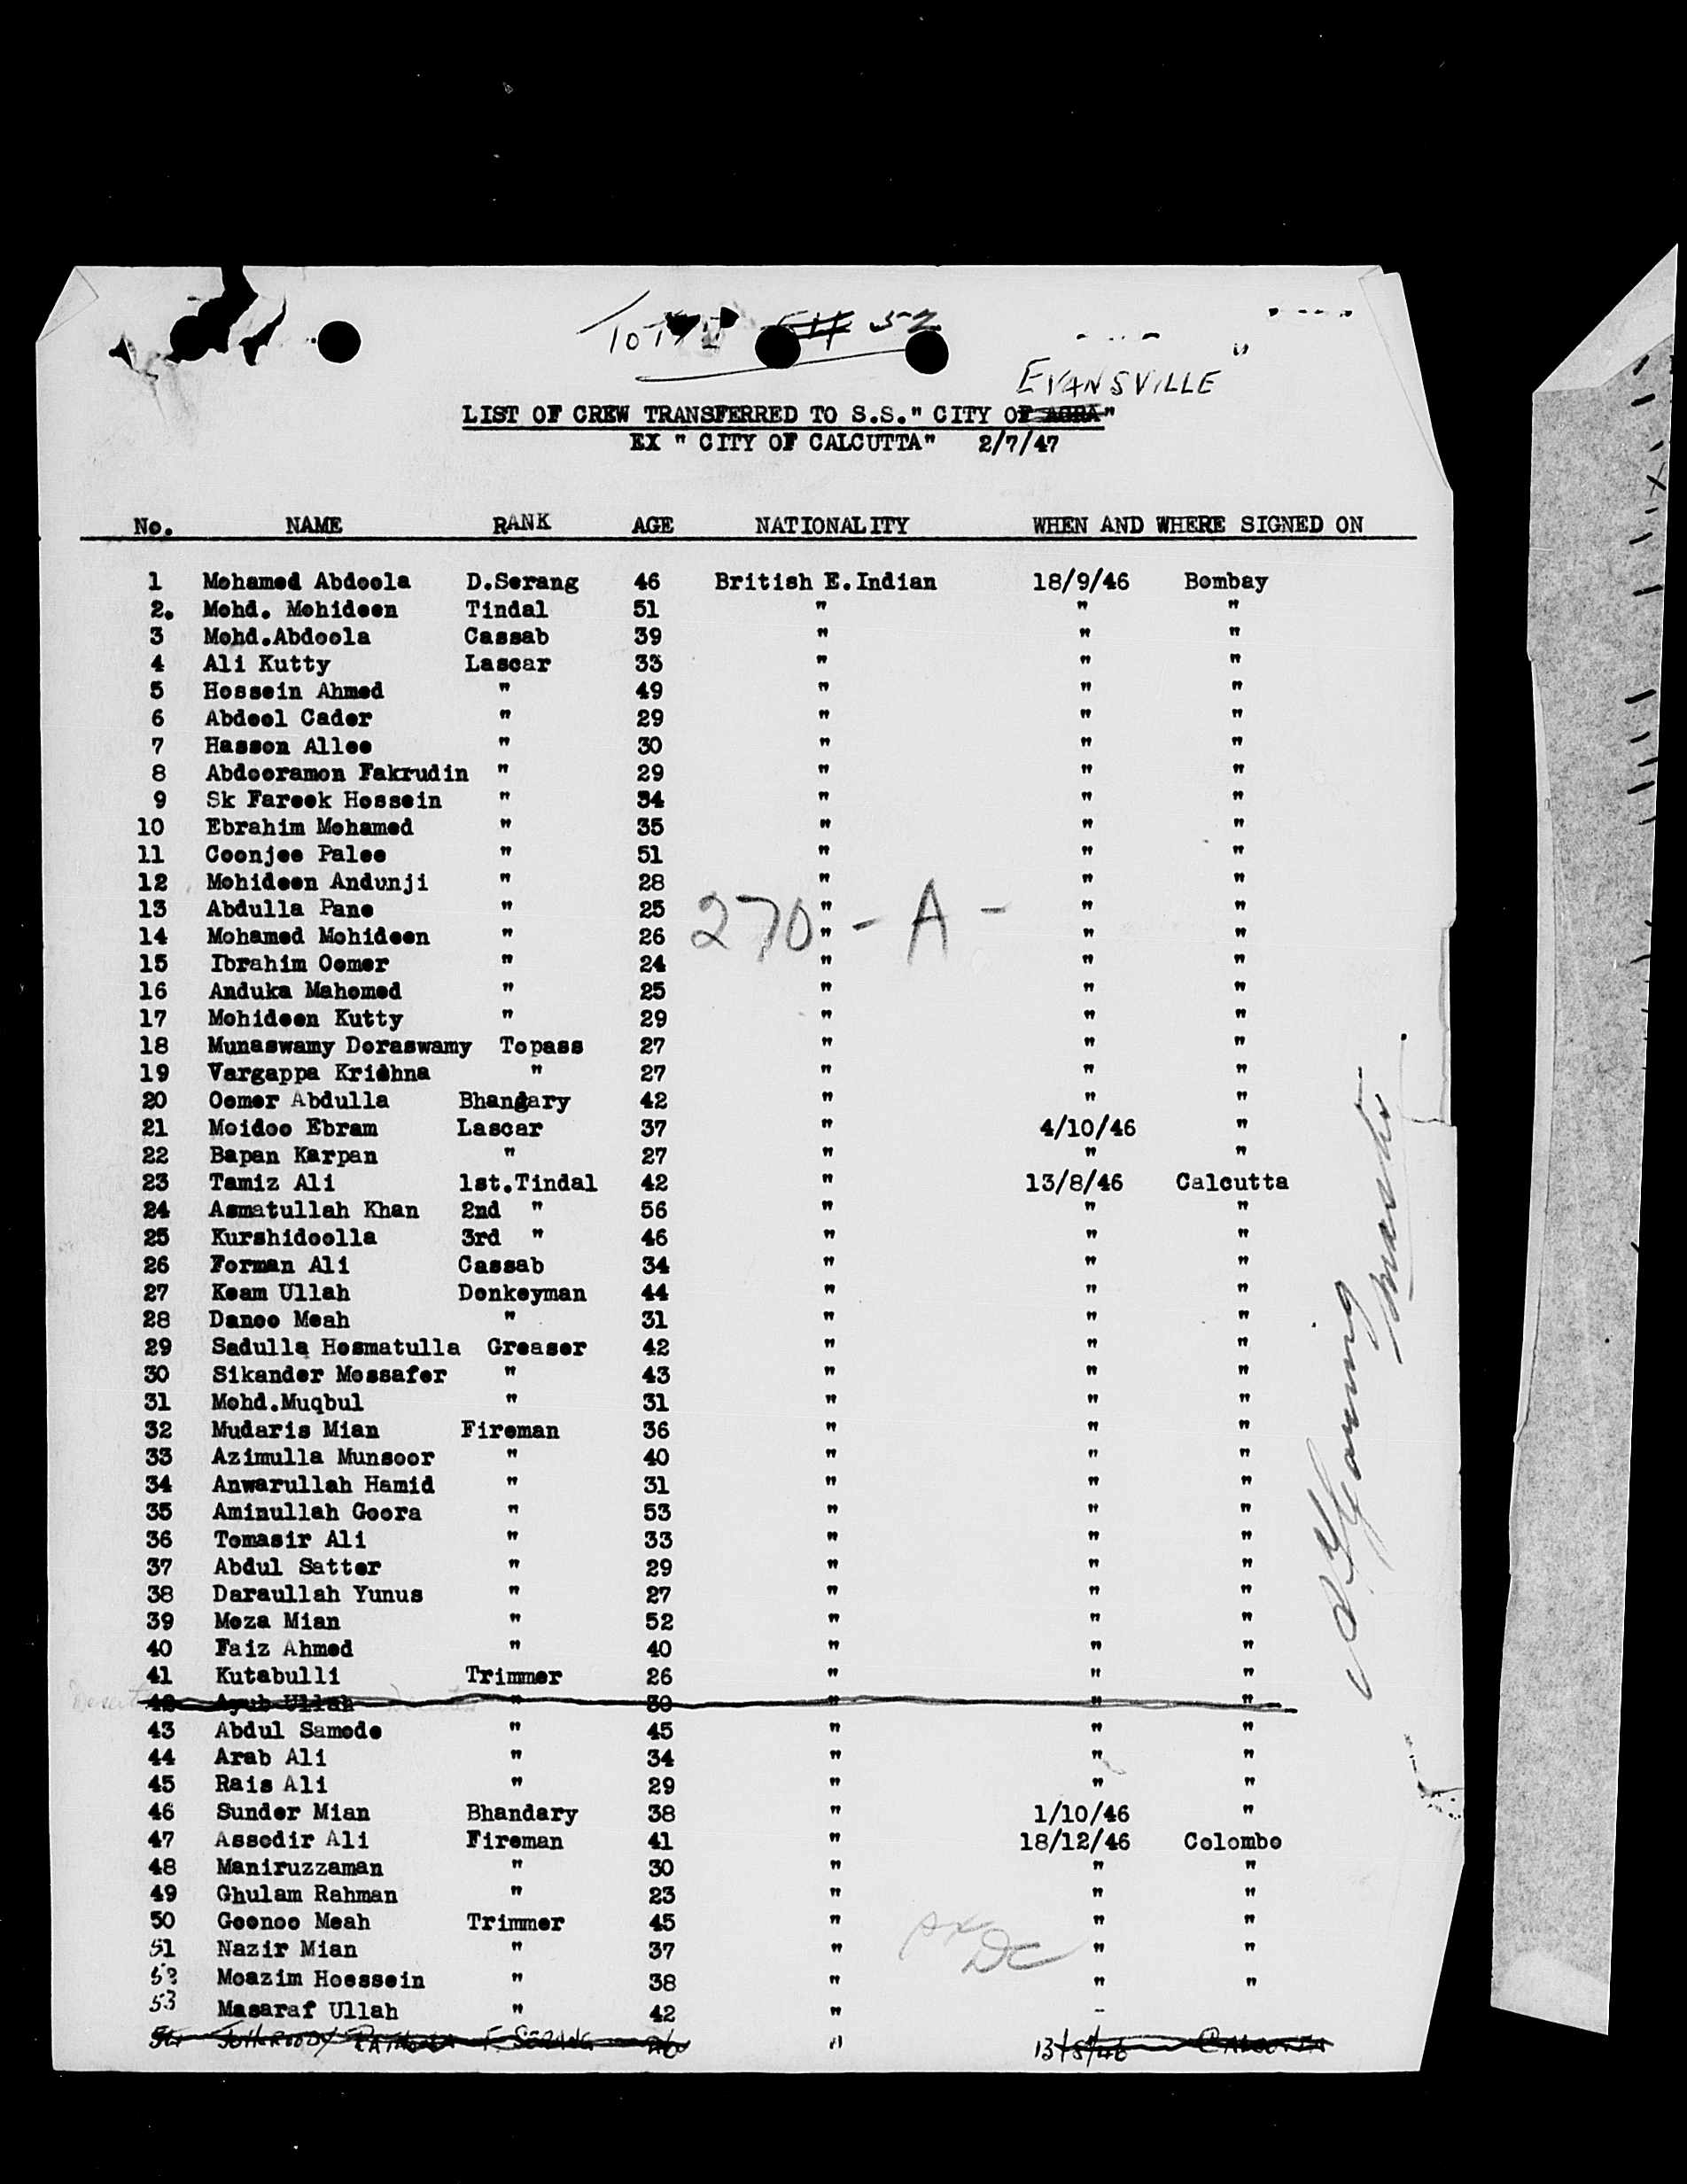 52
EVANSVILLE
LIST OF CREW TRANSFERRED TO S.S." CITY OF AGRA"
EX " CITY OF CALCUTTA" 2/7/47
No. NAME RANK AGE NATIONALITY WHEN AND WHERE SIGNED ON
1 Mohamed Abdoola D.Serang 46 British E.Indian 18/9/46 Bombay
2. Mohd. Mohideen Tindal 51 " " "
3 Mohd.Abdoola Cassab 39 " " "
4 Ali Kutty Lascar 33 " " "
5 Hossein Ahmed " 49 " " "
6 Abdool Cader " 29 " " "
7 Hasson Allee " 30 " " "
8 Abdooramon Fakrudin " 29 " " "
9 Sk Farook Hossein " 34 " " "
10 Ebrahim Mohamed " 35 " " "
11 Coonjee Palee " 51 " " "
12 Mohideen Andunji " 28 " " "
13 Abdulla Pane " 25 " " "
270 - A -
14 Mohamed Mohideen " 26 " " "
15 Ibrahim Oomer " 24 " " "
16 Anduka Mahomed " 25 " " "
17 Mohideen Kutty " 29 " " "
18 Munaswamy Doraswamy Topass 27 " " "
19 Vargappa Krishna " 27 " " "
20 Oomer Abdulla Bhandary 42 " " "
21 Moidoo Ebram Lascar 37 " 4/10/46 "
22 Bapan Karpan " 27 " " "
23 Tamiz Ali 1st.Tindal 42 " 13/8/46 Calcutta
24 Asmatullah Khan 2nd " 56 " " "
25 Kurshidoolla 3rd " 46 " " "
26 Forman Ali Cassab 34 " " "
27 Keam Ullah Donkeyman 44 " " "
28 Danoo Meah " 31 " " "
29 Sadulla Hosmatulla Greaser 42 " " "
30 Sikander Mossafer " 43 " " "
31 Mohd.Muqbul " 31 " " "
32 Mudaris Mian Fireman 36 " " "
33 Azimulla Munsoor " 40 " " "
34 Anwarullah Hamid " 31 " " "
35 Aminullah Goora " 53 " " "
36 Tomasir Ali " 33 " " "
37 Abdul Satter " 29 " " "
38 Daraullah Yunus " 27 " " "
39 Moza Mian " 52 " " "
40 Faiz Ahmed " 40 " " "
41 Kutabulli Trimmer 26 " " "
42 Ayub Ullah " 30 " " "
43 Abdul Samede " 45 " " "
44 Arab Ali " 34 " " "
45 Rais Ali " 29 " " "
46 Sunder Mian Bhandary 38 " 1/10/46 "
47 Assedir Ali Fireman 41 " 18/12/46 Colombo
48 Maniruzzaman " 30 " " "
49 Ghulam Rahman " 23 " " "
50 Goonoo Meah Trimmer 45 " " "
51 Nazir Mian " 37 " " "
52 Moazim Hoessein " 38 " " "
53 Masaraf Ullah " 42 "
Master